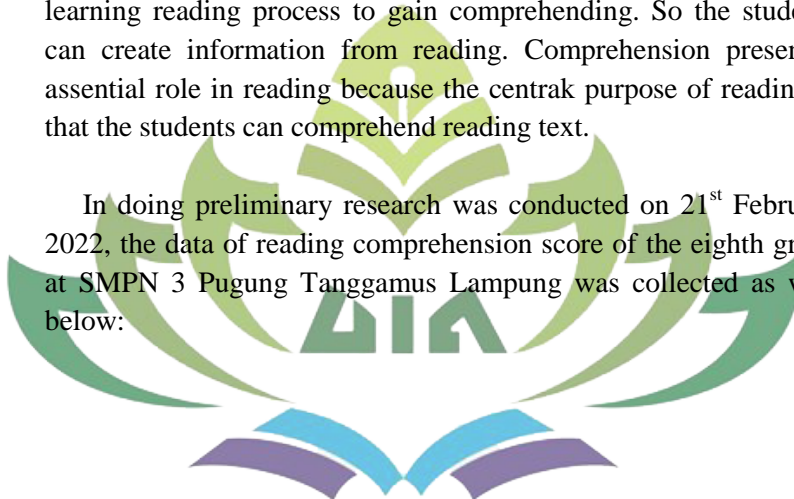 learning reading process to gain comprehending. So the stude
can create information from reading. Comprehension presen
assential role in reading because the centrak purpose of readin
that the students can comprehend reading text.
In doing preliminary research was conducted on 21st Febru
2022, the data of reading comprehension score of the eighth gr
at SMPN 3 Pugung Tanggamus Lampung was collected as w
below: